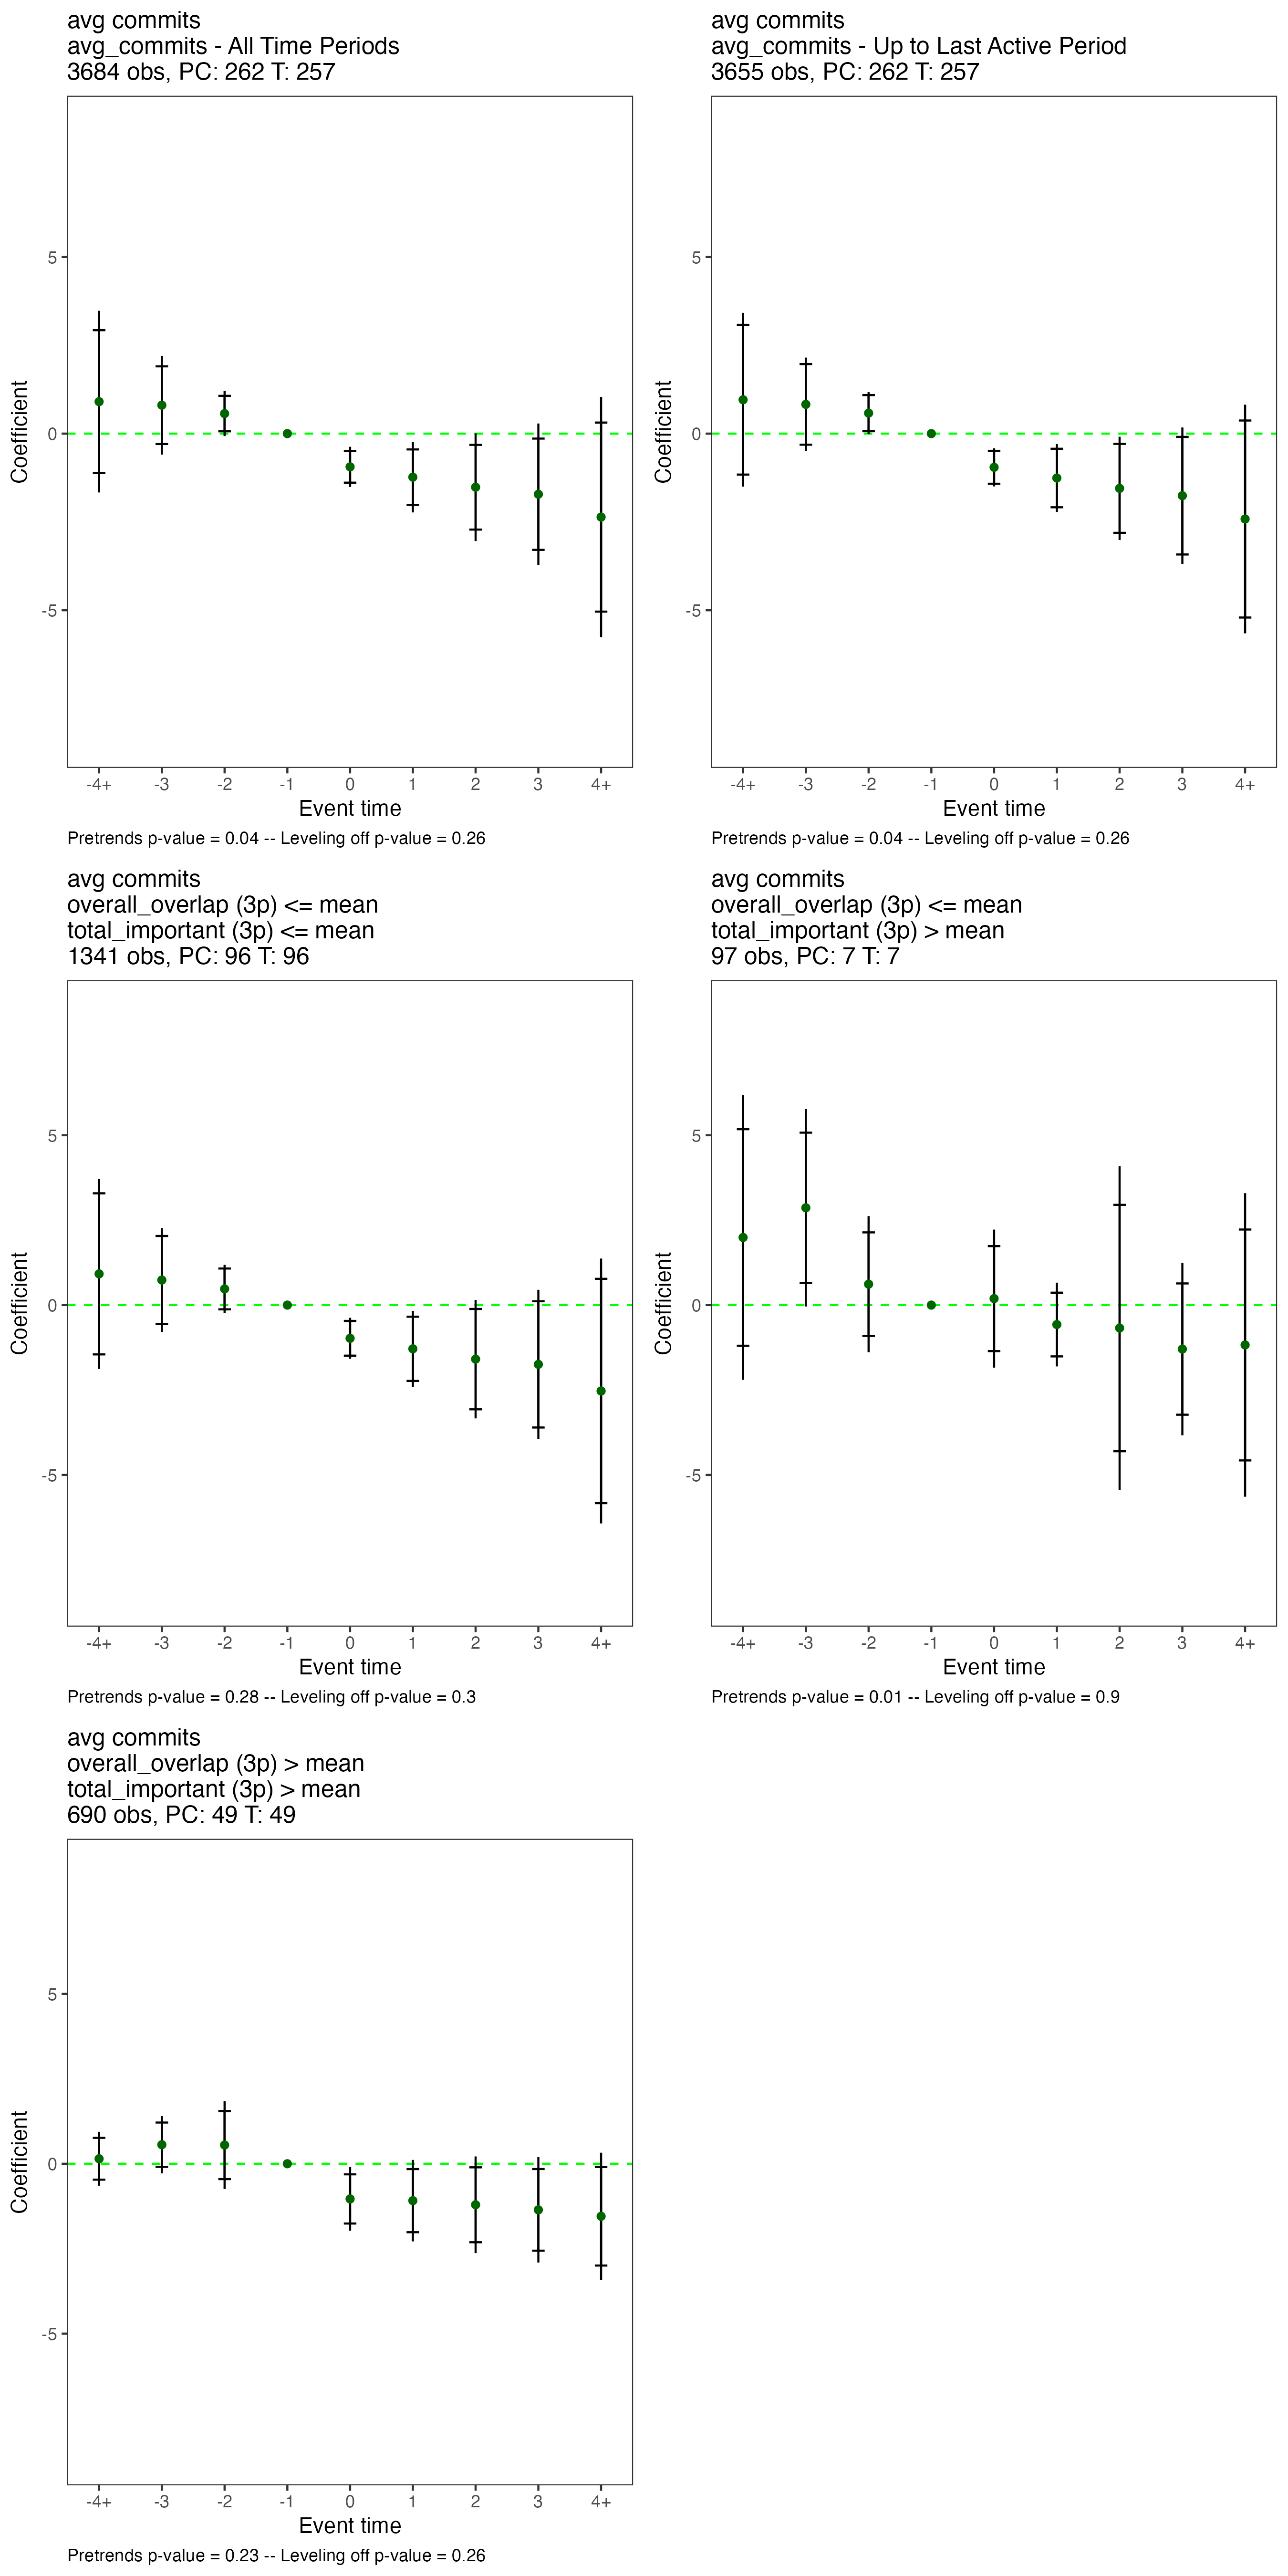 avg commits
avg_commits - All Time Periods
3684 obs, PC: 262 T: 257
Coefficient
5
0
-5
-4+ -3 -2 -1 0 1 2 3 4+
Event time
Pretrends p-value = 0.04 -- Leveling off p-value = 0.26
avg commits
avg_commits - Up to Last Active Period
3655 obs, PC: 262 T: 257
Coefficient
5
0
-5
-4+ -3 -2 -1 0 1 2 3 4+
Event time
Pretrends p-value = 0.04 -- Leveling off p-value = 0.26
avg commits
overall_overlap (3p) <= mean
total_important (3p) <= mean
1341 obs, PC: 96 T: 96
Coefficient
5
0
-5
-4+ -3 -2 -1 0 1 2 3 4+
Event time
Pretrends p-value = 0.28 -- Leveling off p-value = 0.3
avg commits
overall_overlap (3p) <= mean
total_important (3p) > mean
97 obs, PC: 7 T: 7
Coefficient
5
0
-5
-4+ -3 -2 -1 0 1 2 3 4+
Event time
Pretrends p-value = 0.01 -- Leveling off p-value = 0.9
avg commits
overall_overlap (3p) > mean
total_important (3p) > mean
690 obs, PC: 49 T: 49
Coefficient
5
0
-5
-4+ -3 -2 -1 0 1 2 3 4+
Event time
Pretrends p-value = 0.23 -- Leveling off p-value = 0.26